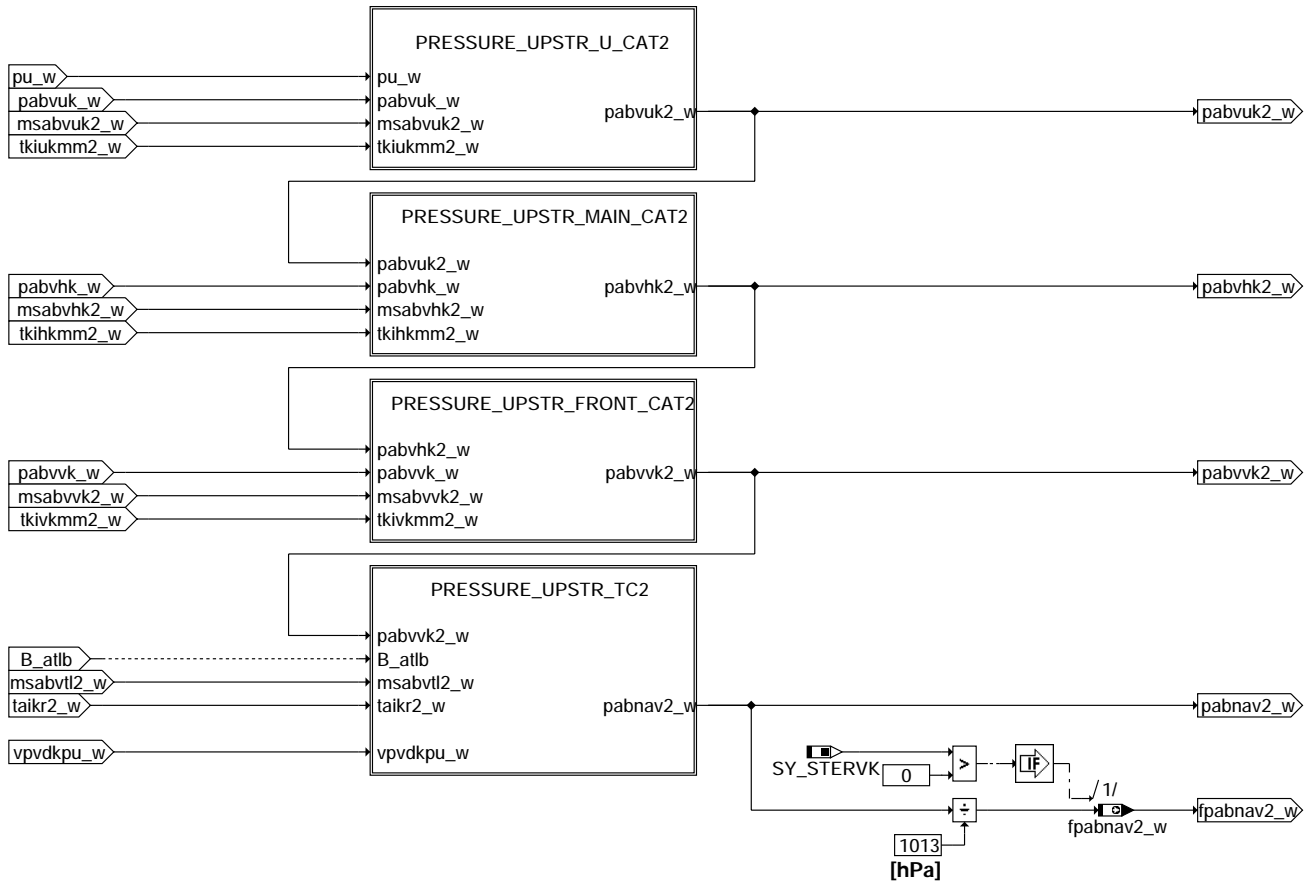 PRESSURE_UPSTR_U_CAT2
pu_w
pu_w
pabvuk_w
pabvuk_w
pabvuk2_w
pabvuk2_w
msabvuk2_w
msabvuk2_w
tkiukmm2_w
tkiukmm2_w
PRESSURE_UPSTR_MAIN_CAT2
pabvuk2_w
pabvhk_w
pabvhk_w
pabvhk2_w
pabvhk2_w
msabvhk2_w
msabvhk2_w
tkihkmm2_w
tkihkmm2_w
PRESSURE_UPSTR_FRONT_CAT2
pabvhk2_w
pabvvk_w
pabvvk_w
pabvvk2_w
pabvvk2_w
msabvvk2_w
msabvvk2_w
tkivkmm2_w
tkivkmm2_w
PRESSURE_UPSTR_TC2
pabvvk2_w
B_atlb
B_atlb
msabvtl2_w
msabvtl2_w
taikr2_w
taikr2_w
pabnav2_w
pabnav2_w
vpvdkpu_w
vpvdkpu_w
SY_STERVK
0
>
IF
/1/
÷
fpabnav2_w
fpabnav2_w
1013
[hPa]